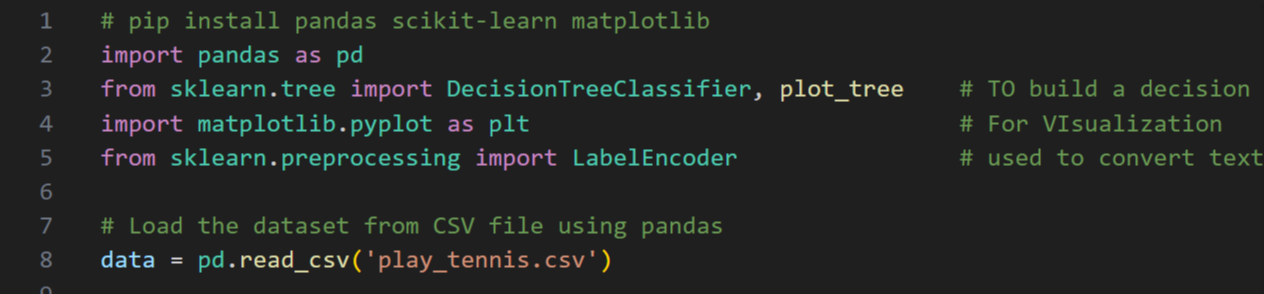 1 # pip install pandas scikit-learn matplotlib
2 import pandas as pd
3 from sklearn.tree import DecisionTreeClassifier, plot_tree # TO build a decision
4 import matplotlib.pyplot as plt # For VIsualization
5 from sklearn.preprocessing import LabelEncoder # used to convert text
6
7 # Load the dataset from CSV file using pandas
8 data = pd.read_csv('play_tennis.csv')